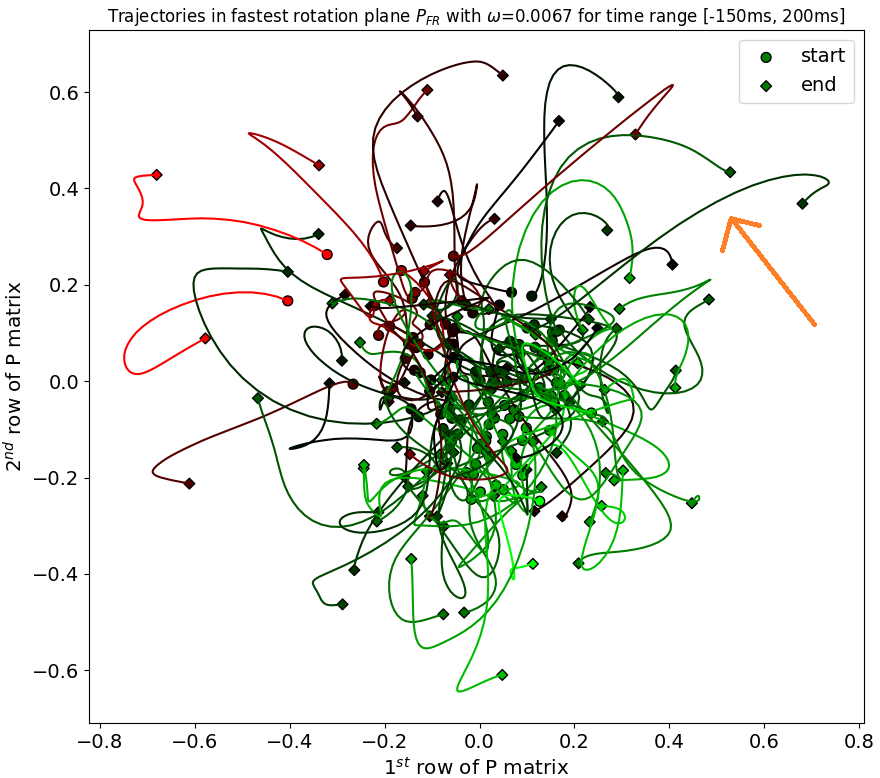 Trajectories in fastest rotation plane P_FR with ω=0.0067 for time range [-150ms, 200ms]
start
end
0.6
0.4
0.2
0.0
−0.2
−0.4
−0.6
2nd row of P matrix
−0.8 −0.6 −0.4 −0.2 0.0 0.2 0.4 0.6 0.8
1st row of P matrix